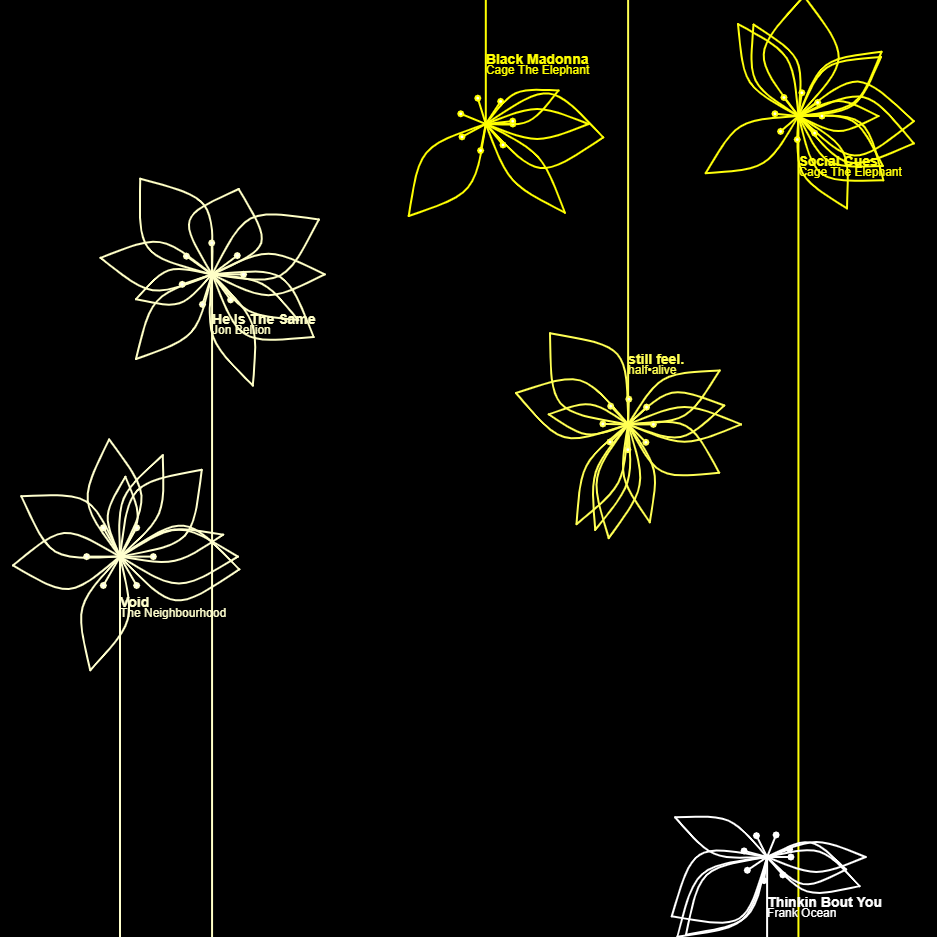 Black Madonna
Cage The Elephant
Social Cues
Cage The Elephant
He Is The Same
Jon Bellion
still feel.
half•alive
Void
The Neighbourhood
Thinkin Bout You
Frank Ocean